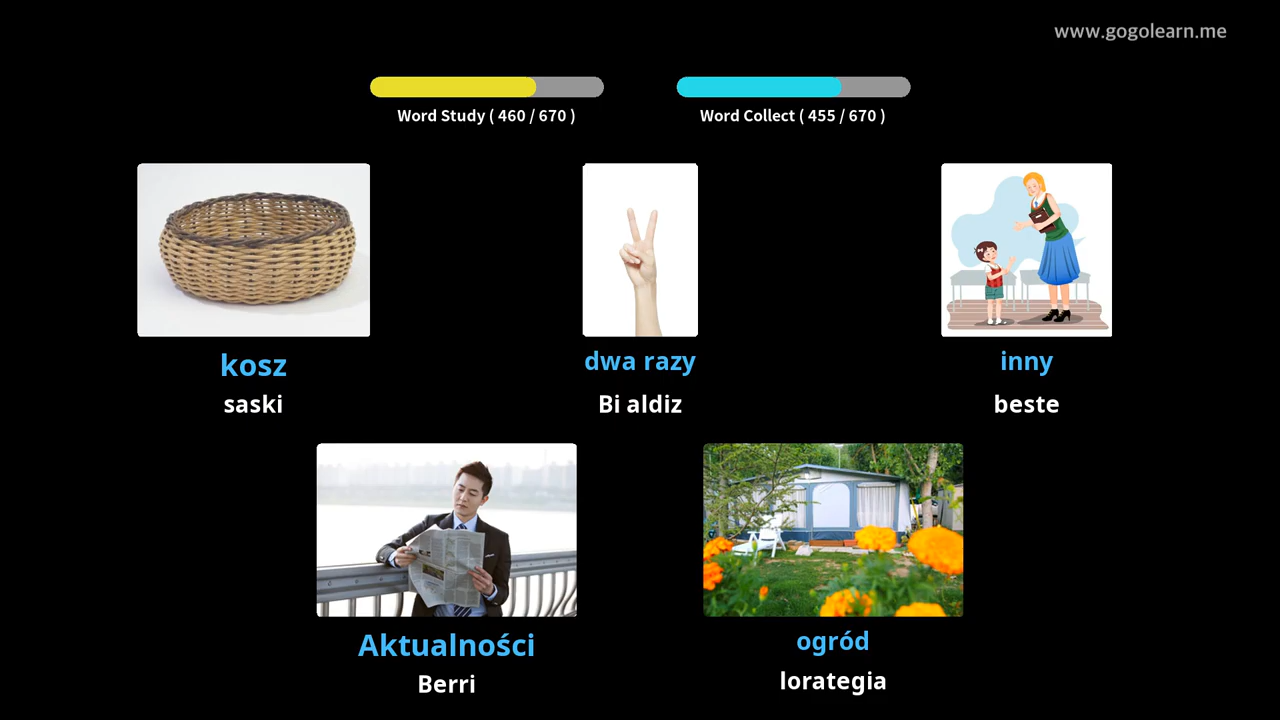 www.gogolearn.me
Word Study ( 460 / 670 )
Word Collect ( 455 / 670 )
kosz
saski
dwa razy
Bi aldiz
inny
beste
Aktualności
Berri
ogród
lorategia